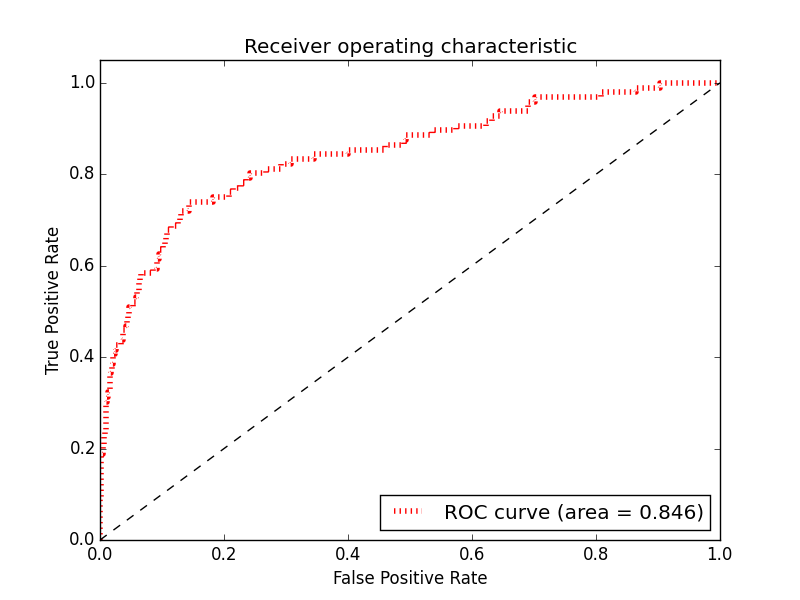 Receiver operating characteristic
True Positive Rate
1.0
0.8
0.6
0.4
0.2
0.0
ROC curve (area = 0.846)
0.0 0.2 0.4 0.6 0.8 1.0
False Positive Rate